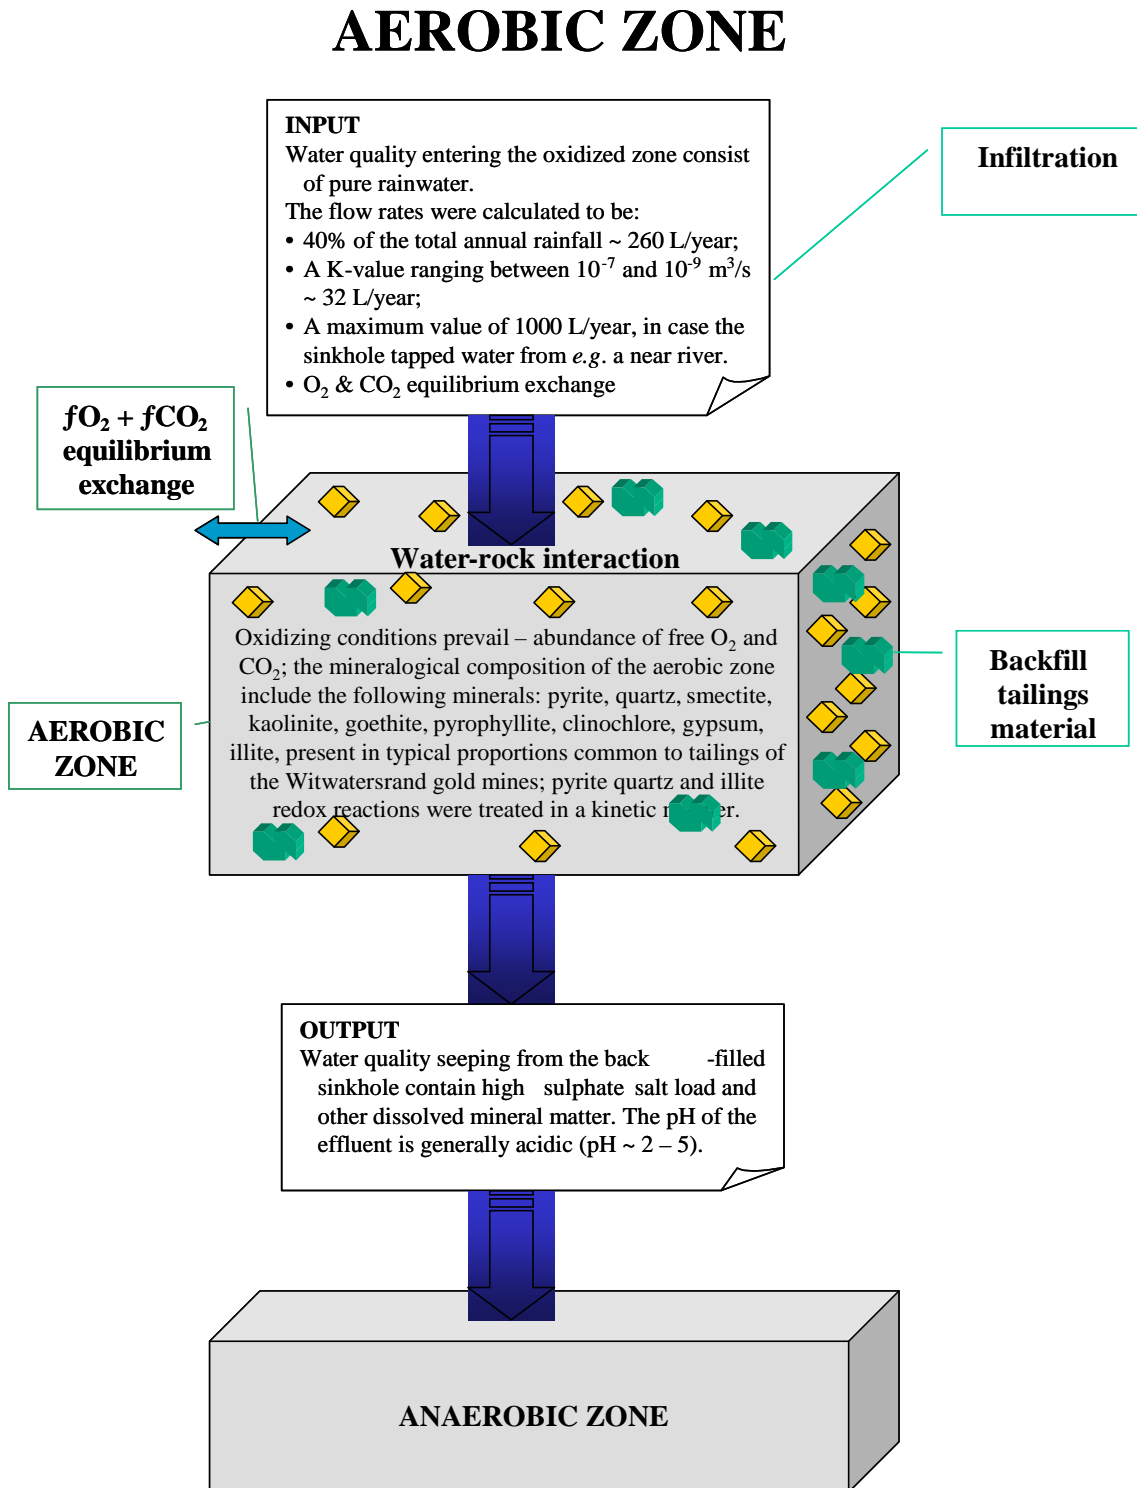 AEROBIC ZONE
INPUT
Water quality entering the oxidized zone consist
of pure rainwater.
The flow rates were calculated to be:
• 40% of the total annual rainfall ~ 260 L/year;
• A K-value ranging between 10⁻⁷ and 10⁻⁹ m³/s
~ 32 L/year;
• A maximum value of 1000 L/year, in case the
sinkhole tapped water from e.g. a near river.
• O₂ & CO₂ equilibrium exchange
Infiltration
ƒO₂ + ƒCO₂
equilibrium
exchange
Water-rock interaction
Oxidizing conditions prevail – abundance of free O₂ and
CO₂; the mineralogical composition of the aerobic zone
include the following minerals: pyrite, quartz, smectite,
kaolinite, goethite, pyrophyllite, clinochlore, gypsum,
illite, present in typical proportions common to tailings of
the Witwatersrand gold mines; pyrite quartz and illite
redox reactions were treated in a kinetic
AEROBIC
ZONE
Backfill
tailings
material
OUTPUT
Water quality seeping from the back -filled
sinkhole contain high sulphate salt load and
other dissolved mineral matter. The pH of the
effluent is generally acidic (pH ~ 2 – 5).
ANAEROBIC ZONE